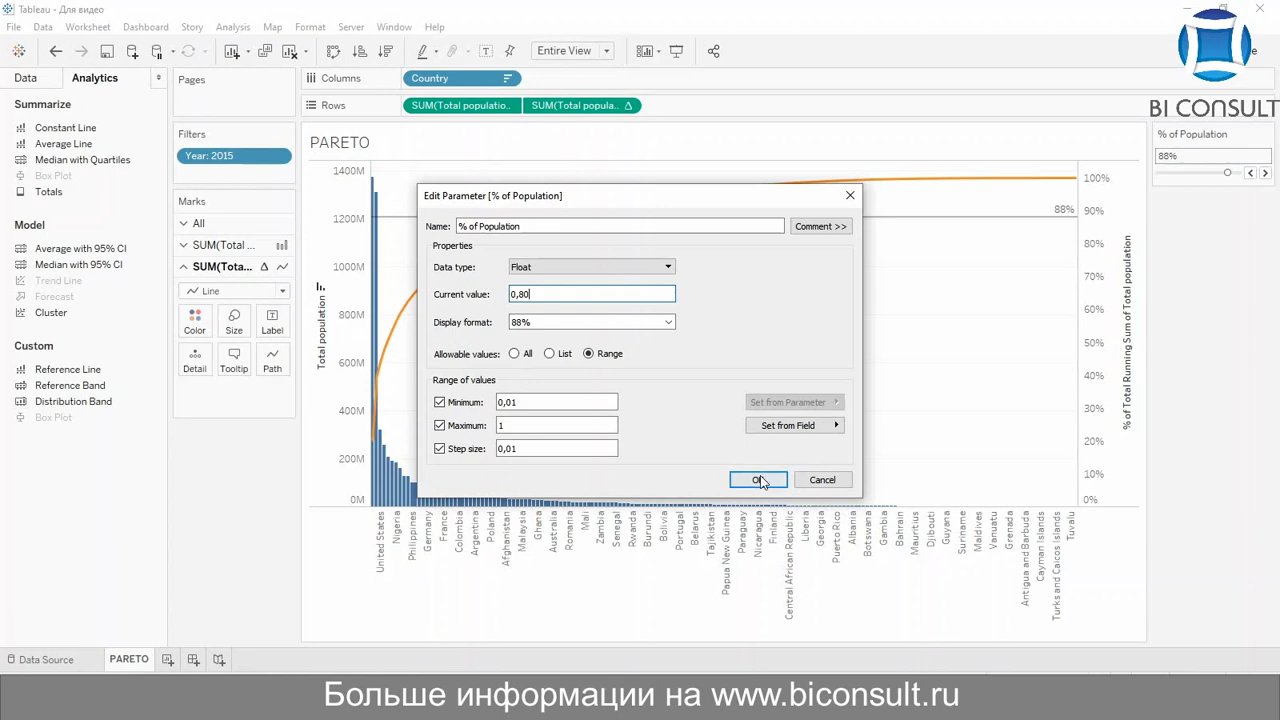 Tableau - Для видео
File Data Worksheet Dashboard Story Analysis Map Format Server Window Help
Entire View
BI CONSULT
Data Analytics
Summarize
Constant Line
Average Line
Median with Quartiles
Box Plot
Totals
Model
Average with 95% CI
Median with 95% CI
Trend Line
Forecast
Cluster
Custom
Reference Line
Reference Band
Distribution Band
Box Plot
Pages
Filters
Year: 2015
Marks
All
SUM(Total ...
SUM(Tota...
Line
Color Size Label
Detail Tooltip Path
Columns Country
Rows SUM(Total populatio.. SUM(Total popula..
PARETO
Total population
1400M
1200M
1000M
800M
600M
400M
200M
0M
Edit Parameter [% of Population]
Name: % of Population Comment >>
Properties
Data type: Float
Current value: 0,80
Display format: 88%
Allowable values: All List Range
Range of values
Minimum: 0,01 Set from Parameter
Maximum: 1 Set from Field
Step size: 0,01
Cancel
88%
100%
90%
80%
70%
60%
50%
40%
30%
20%
10%
0%
% of Total Running Sum of Total population
United States
Nigeria
Philippines
Germany
France
Colombia
Argentina
Poland
Afghanistan
Malaysia
Ghana
Australia
Romania
Mali
Zambia
Senegal
Rwanda
Burundi
Bolivia
Belarus
Portugal
Tajikistan
Papua New Guinea
Paraguay
Nicaragua
Finland
Central African Republic
Liberia
Georgia
Puerto Rico
Albania
Botswana
Gambia
Bahrain
Mauritius
Djibouti
Guyana
Suriname
Maldives
Vanuatu
Grenada
Antigua and Barbuda
Cayman Islands
Turks and Caicos Islands
Tuvalu
% of Population
88%
Data Source PARETO
Больше информации на www.biconsult.ru